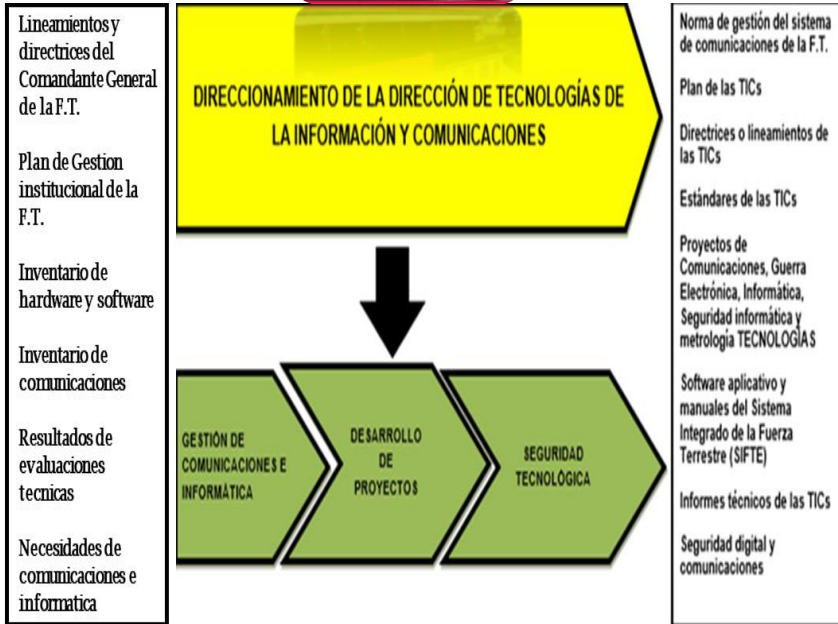 Lineamientos y
directrices del
Comandante General
de la F.T.
Plan de Gestion
institucional de la
F.T.
Inventario de
hardware y software
Inventario de
comunicaciones
Resultados de
evaluaciones
tecnicas
Necesidades de
comunicaciones e
informatica
DIRECCIONAMIENTO DE LA DIRECCIÓN DE TECNOLOGÍAS DE
LA INFORMACIÓN Y COMUNICACIONES
GESTIÓN DE
COMUNICACIONES E
INFORMÁTICA
DESARROLLO
DE
PROYECTOS
SEGURIDAD
TECNOLÓGICA
Norma de gestión del sistema
de comunicaciones de la F.T.
Plan de las TICs
Directrices o lineamientos de
las TICs
Estándares de las TICs
Proyectos de
Comunicaciones, Guerra
Electrónica, Informática,
Seguridad informática y
metrología TECNOLOGÍAS
Software aplicativo y
manuales del Sistema
Integrado de la Fuerza
Terrestre (SIFTE)
Informes técnicos de las TICs
Seguridad digital y
comunicaciones